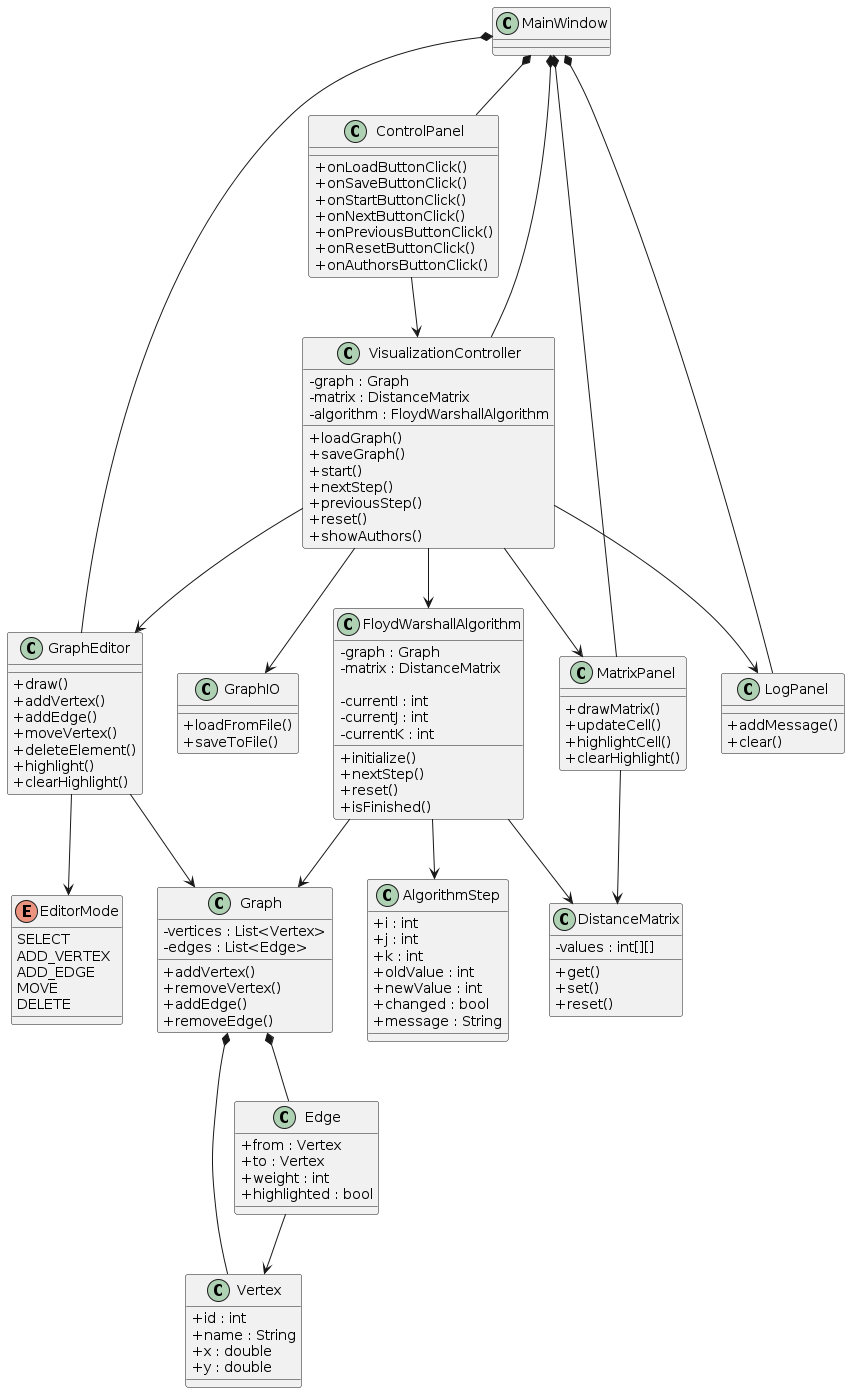 C MainWindow
C ControlPanel
+onLoadButtonClick()
+onSaveButtonClick()
+onStartButtonClick()
+onNextButtonClick()
+onPreviousButtonClick()
+onResetButtonClick()
+onAuthorsButtonClick()
C VisualizationController
-graph : Graph
-matrix : DistanceMatrix
-algorithm : FloydWarshallAlgorithm
+loadGraph()
+saveGraph()
+start()
+nextStep()
+previousStep()
+reset()
+showAuthors()
C GraphEditor
+draw()
+addVertex()
+addEdge()
+moveVertex()
+deleteElement()
+highlight()
+clearHighlight()
C GraphIO
+loadFromFile()
+saveToFile()
C FloydWarshallAlgorithm
-graph : Graph
-matrix : DistanceMatrix
-currentI : int
-currentJ : int
-currentK : int
+initialize()
+nextStep()
+reset()
+isFinished()
C MatrixPanel
+drawMatrix()
+updateCell()
+highlightCell()
+clearHighlight()
C LogPanel
+addMessage()
+clear()
E EditorMode
SELECT
ADD_VERTEX
ADD_EDGE
MOVE
DELETE
C Graph
-vertices : List<Vertex>
-edges : List<Edge>
+addVertex()
+removeVertex()
+addEdge()
+removeEdge()
C AlgorithmStep
+i : int
+j : int
+k : int
+oldValue : int
+newValue : int
+changed : bool
+message : String
C DistanceMatrix
-values : int[][]
+get()
+set()
+reset()
C Edge
+from : Vertex
+to : Vertex
+weight : int
+highlighted : bool
C Vertex
+id : int
+name : String
+x : double
+y : double